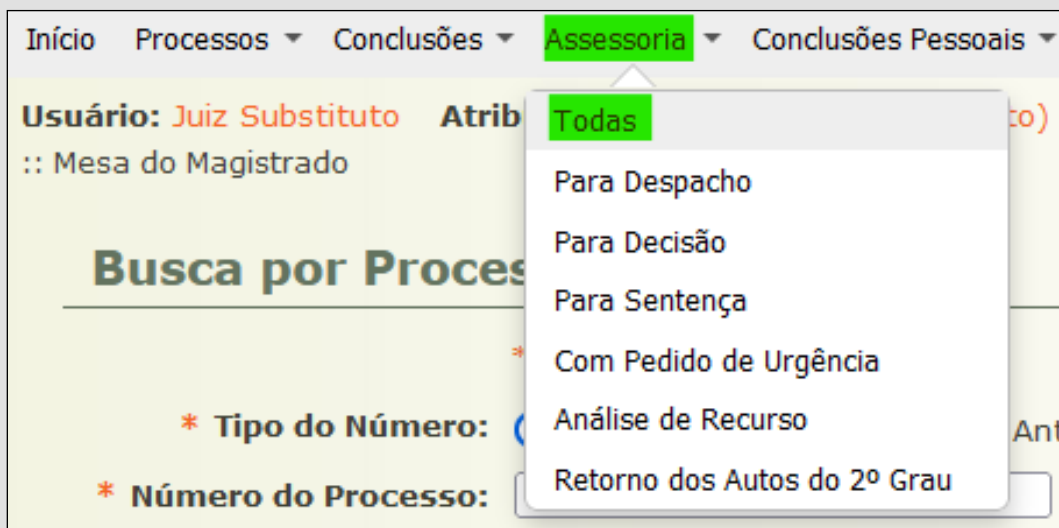 Início Processos Conclusões Assessoria Conclusões Pessoais
Usuário: Juiz Substituto Atrib to)
Todas
:: Mesa do Magistrado
Para Despacho
Para Decisão
Busca por Proces
Para Sentença
*
Com Pedido de Urgência
* Tipo do Número: Ant
Análise de Recurso
* Número do Processo:
Retorno dos Autos do 2º Grau